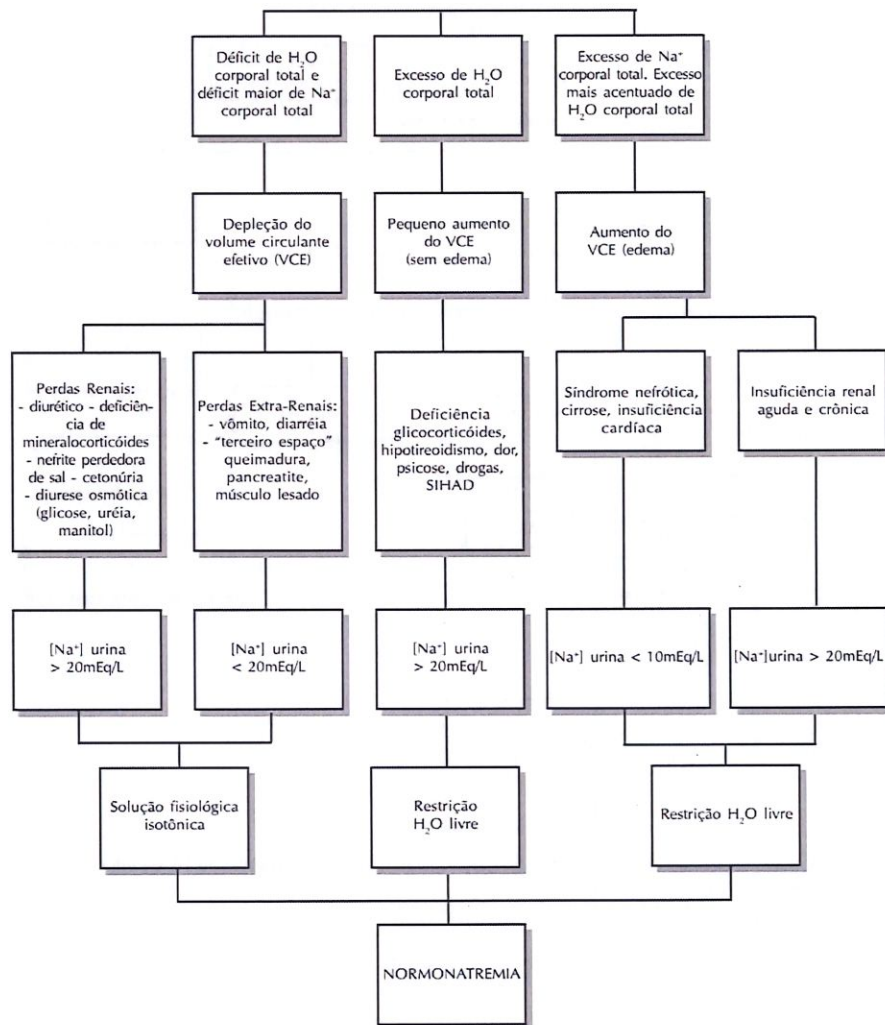 Déficit de H₂O
corporal total e
déficit maior de Na⁺
corporal total
Excesso de H₂O
corporal total
Excesso de Na⁺
corporal total. Excesso
mais acentuado de
H₂O corporal total
Depleção do
volume circulante
efetivo (VCE)
Pequeno aumento
do VCE
(sem edema)
Aumento do
VCE (edema)
Perdas Renais:
- diurético - deficiên-
cia de
mineralocorticóides
- nefrite perdedora
de sal - cetonúria
- diurese osmótica
(glicose, uréia,
manitol)
Perdas Extra-Renais:
- vômito, diarréia
- "terceiro espaço"
queimadura,
pancreatite,
músculo lesado
Deficiência
glicocorticóides,
hipotireoidismo, dor,
psicose, drogas,
SIHAD
Síndrome nefrótica,
cirrose, insuficiência
cardíaca
Insuficiência renal
aguda e crônica
[Na⁺] urina
> 20mEq/L
[Na⁺] urina
< 20mEq/L
[Na⁺] urina
> 20mEq/L
[Na⁺] urina < 10mEq/L
[Na⁺]urina > 20mEq/L
Solução fisiológica
isotônica
Restrição
H₂O livre
Restrição H₂O livre
NORMONATREMIA